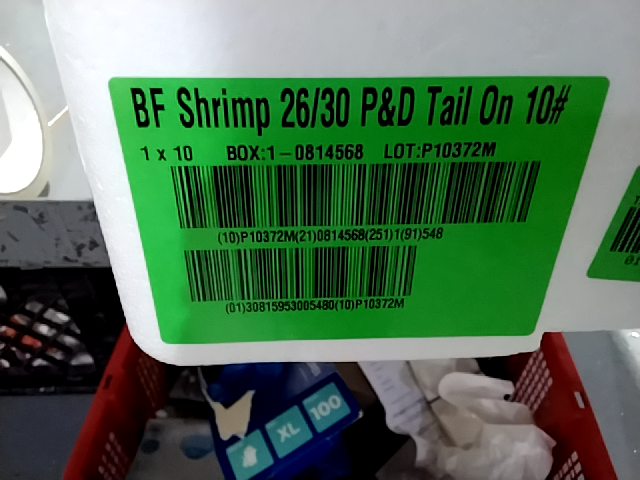 BF Shrimp 26/30 P&D Tail On 10#
1 x 10 BOX:1-0814568 LOT:P10372M
(10)P10372M(21)0814568(251)1(91)548
(01)30815953005480(10)P10372M
XL
100